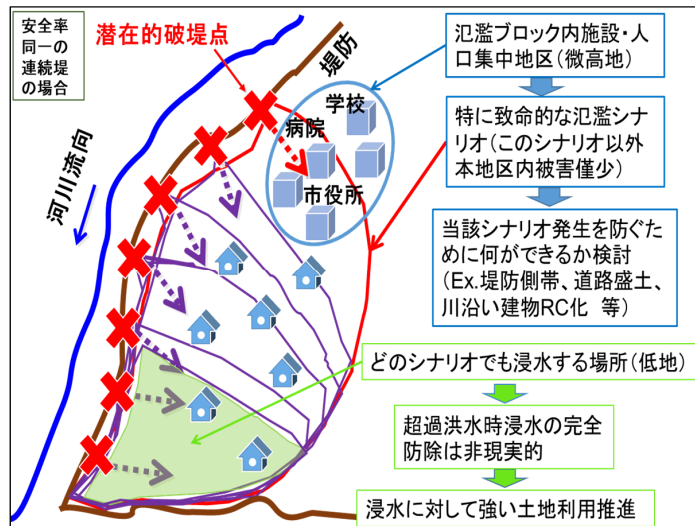 安全率
同一の
連続堤
の場合
潜在的破堤点
堤防
河川流向
学校
病院
市役所
氾濫ブロック内施設・人
口集中地区(微高地)
特に致命的な氾濫シナ
リオ(このシナリオ以外
本地区内被害僅少)
当該シナリオ発生を防ぐた
めに何ができるか検討
(Ex.堤防側帯、道路盛土、
川沿い建物RC化 等)
どのシナリオでも浸水する場所(低地)
超過洪水時浸水の完全
防除は非現実的
浸水に対して強い土地利用推進